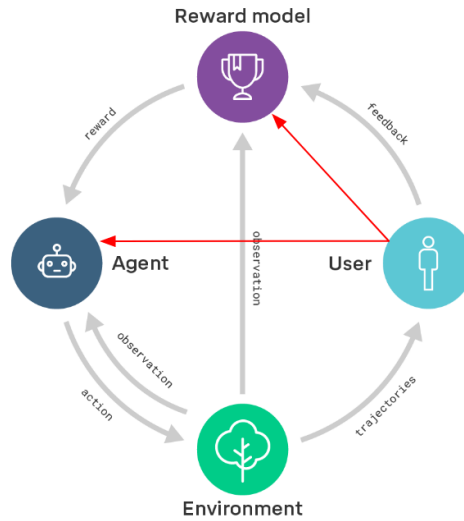 Reward model
reward
feedback
observation
Agent
User
observation
action
trajectories
Environment